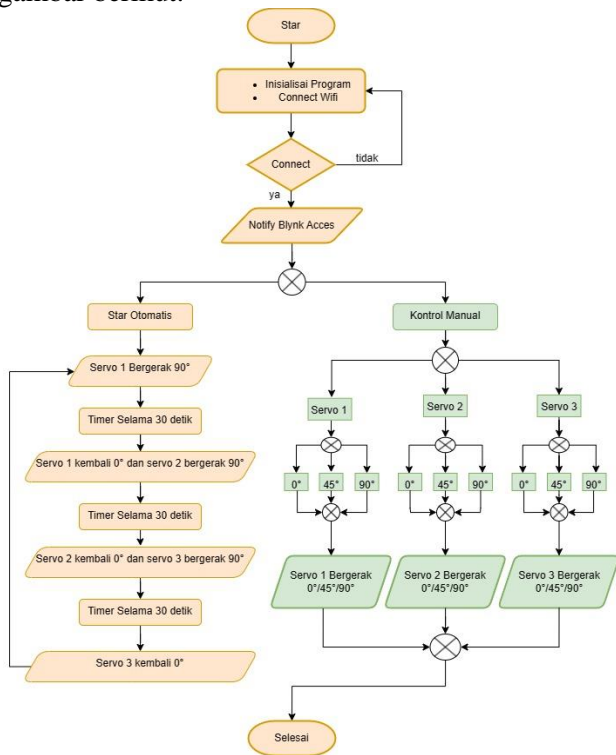 gambar berikut:
Star
Inisialisai Program
Connect Wifi
Connect
tidak
ya
Notify Blynk Acces
Star Otomatis
Servo 1 Bergerak 90°
Timer Selama 30 detik
Servo 1 kembali 0° dan servo 2 bergerak 90°
Timer Selama 30 detik
Servo 2 kembali 0° dan servo 3 bergerak 90°
Timer Selama 30 detik
Servo 3 kembali 0°
Kontrol Manual
Servo 1
Servo 2
Servo 3
0°
45°
90°
0°
45°
90°
0°
45°
90°
Servo 1 Bergerak
0°/45°/90°
Servo 2 Bergerak
0°/45°/90°
Servo 3 Bergerak
0°/45°/90°
Selesai